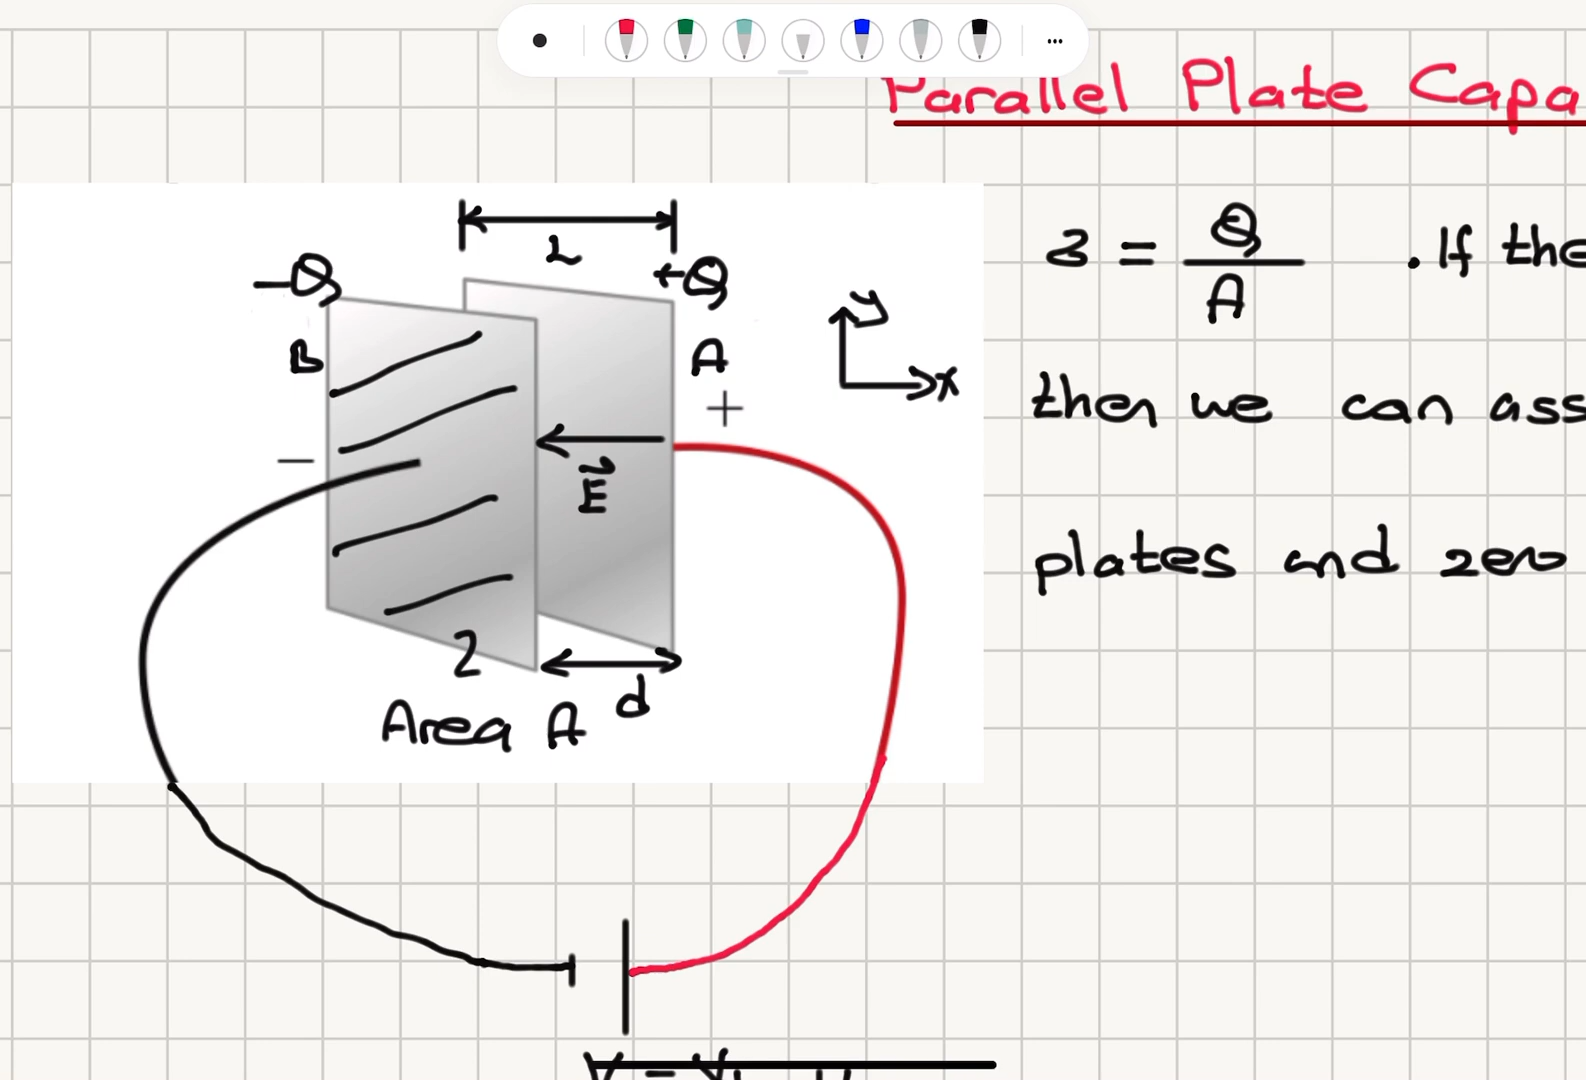 Parallel Plate Capa
L
-Q
+Q
B
A
y
x
+
-
E
2
d
Area A
= Q / A . If the
then we can ass
plates and zero